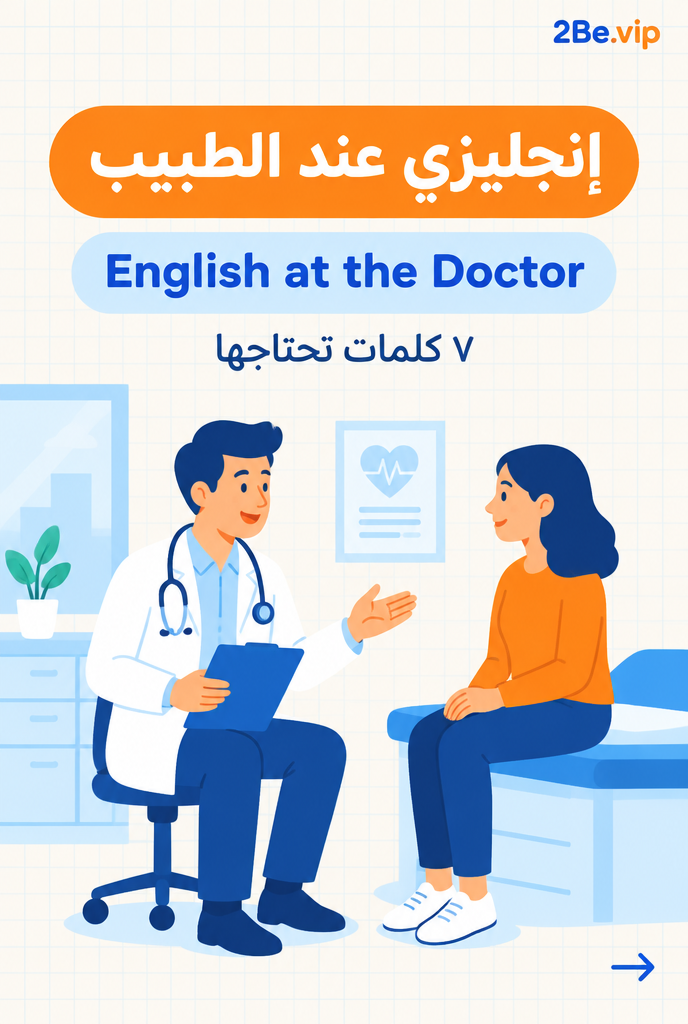 2Be.vip
إنجليزي عند الطبيب
English at the Doctor
٧ كلمات تحتاجها